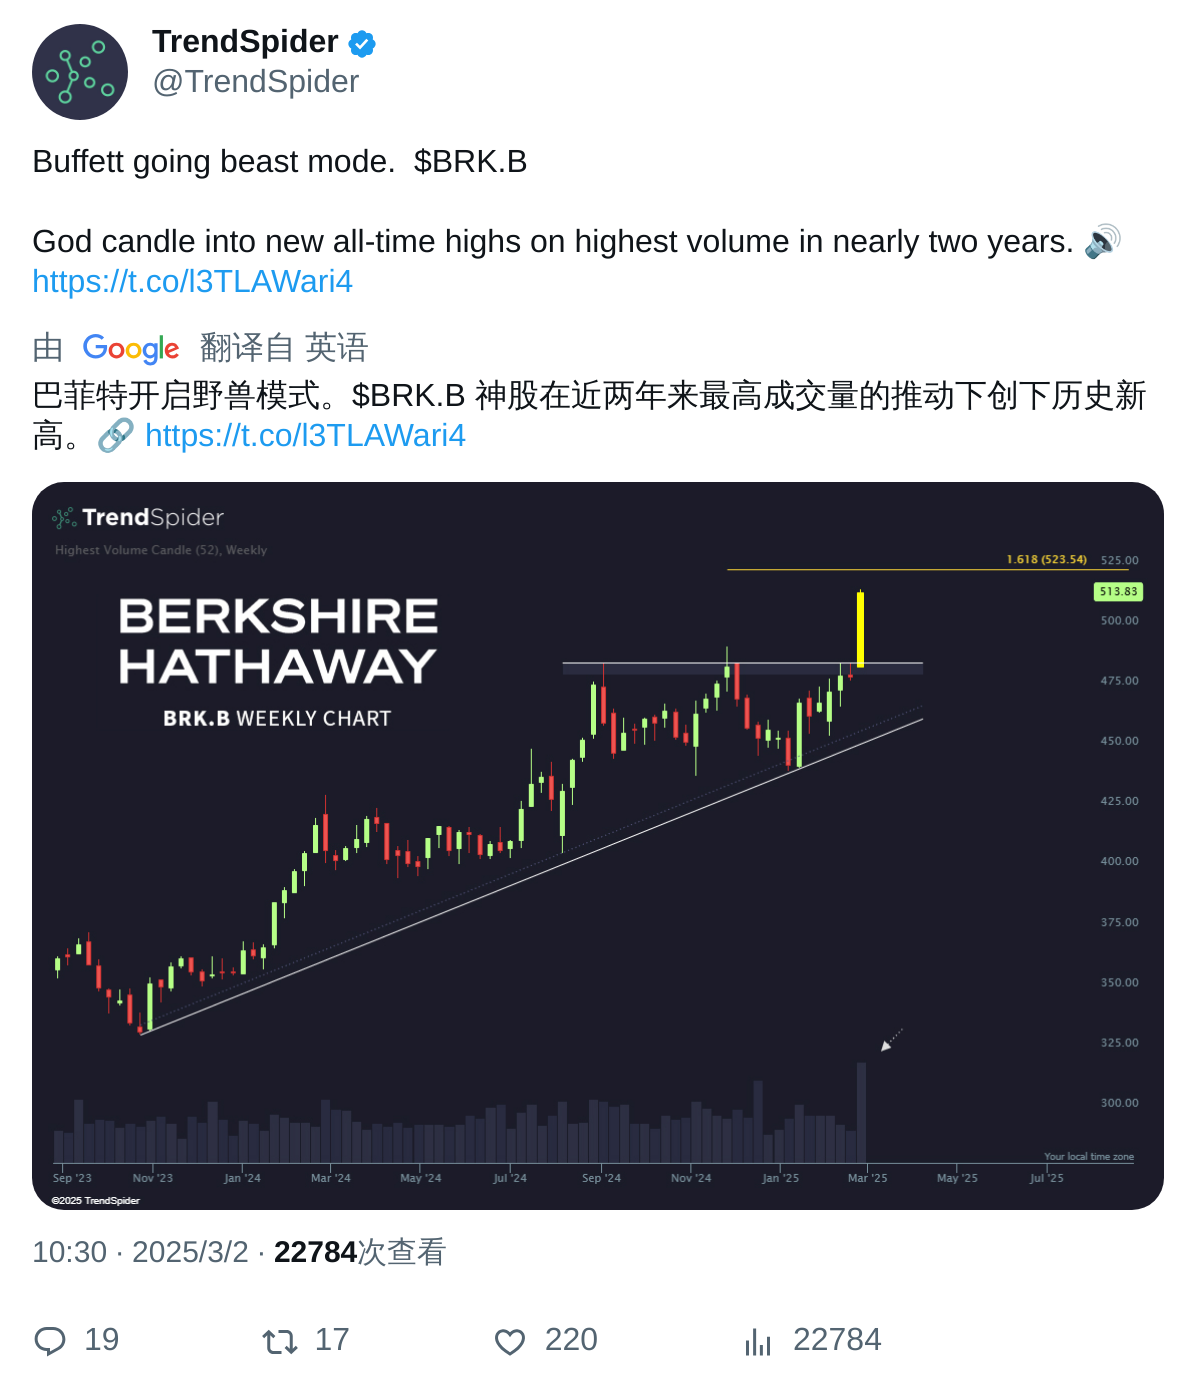 TrendSpider
@TrendSpider
Buffett going beast mode.  $BRK.B
God candle into new all-time highs on highest volume in nearly two years. 🔊
https://t.co/l3TLAWari4
由 Google 翻译自 英语
巴菲特开启野兽模式。$BRK.B 神股在近两年来最高成交量的推动下创下历史新
高。🔗 https://t.co/l3TLAWari4
TrendSpider
Highest Volume Candle (52), Weekly
1.618 (523.54)
525.00
513.83
BERKSHIRE
HATHAWAY
BRK.B WEEKLY CHART
500.00
475.00
450.00
425.00
400.00
375.00
350.00
325.00
300.00
Your local time zone
Sep '23 Nov '23 Jan '24 Mar '24 May '24 Jul '24 Sep '24 Nov '24 Jan '25 Mar '25 May '25 Jul '25
©2025 TrendSpider
10:30 · 2025/3/2 · 22784次查看
19 17 220 22784